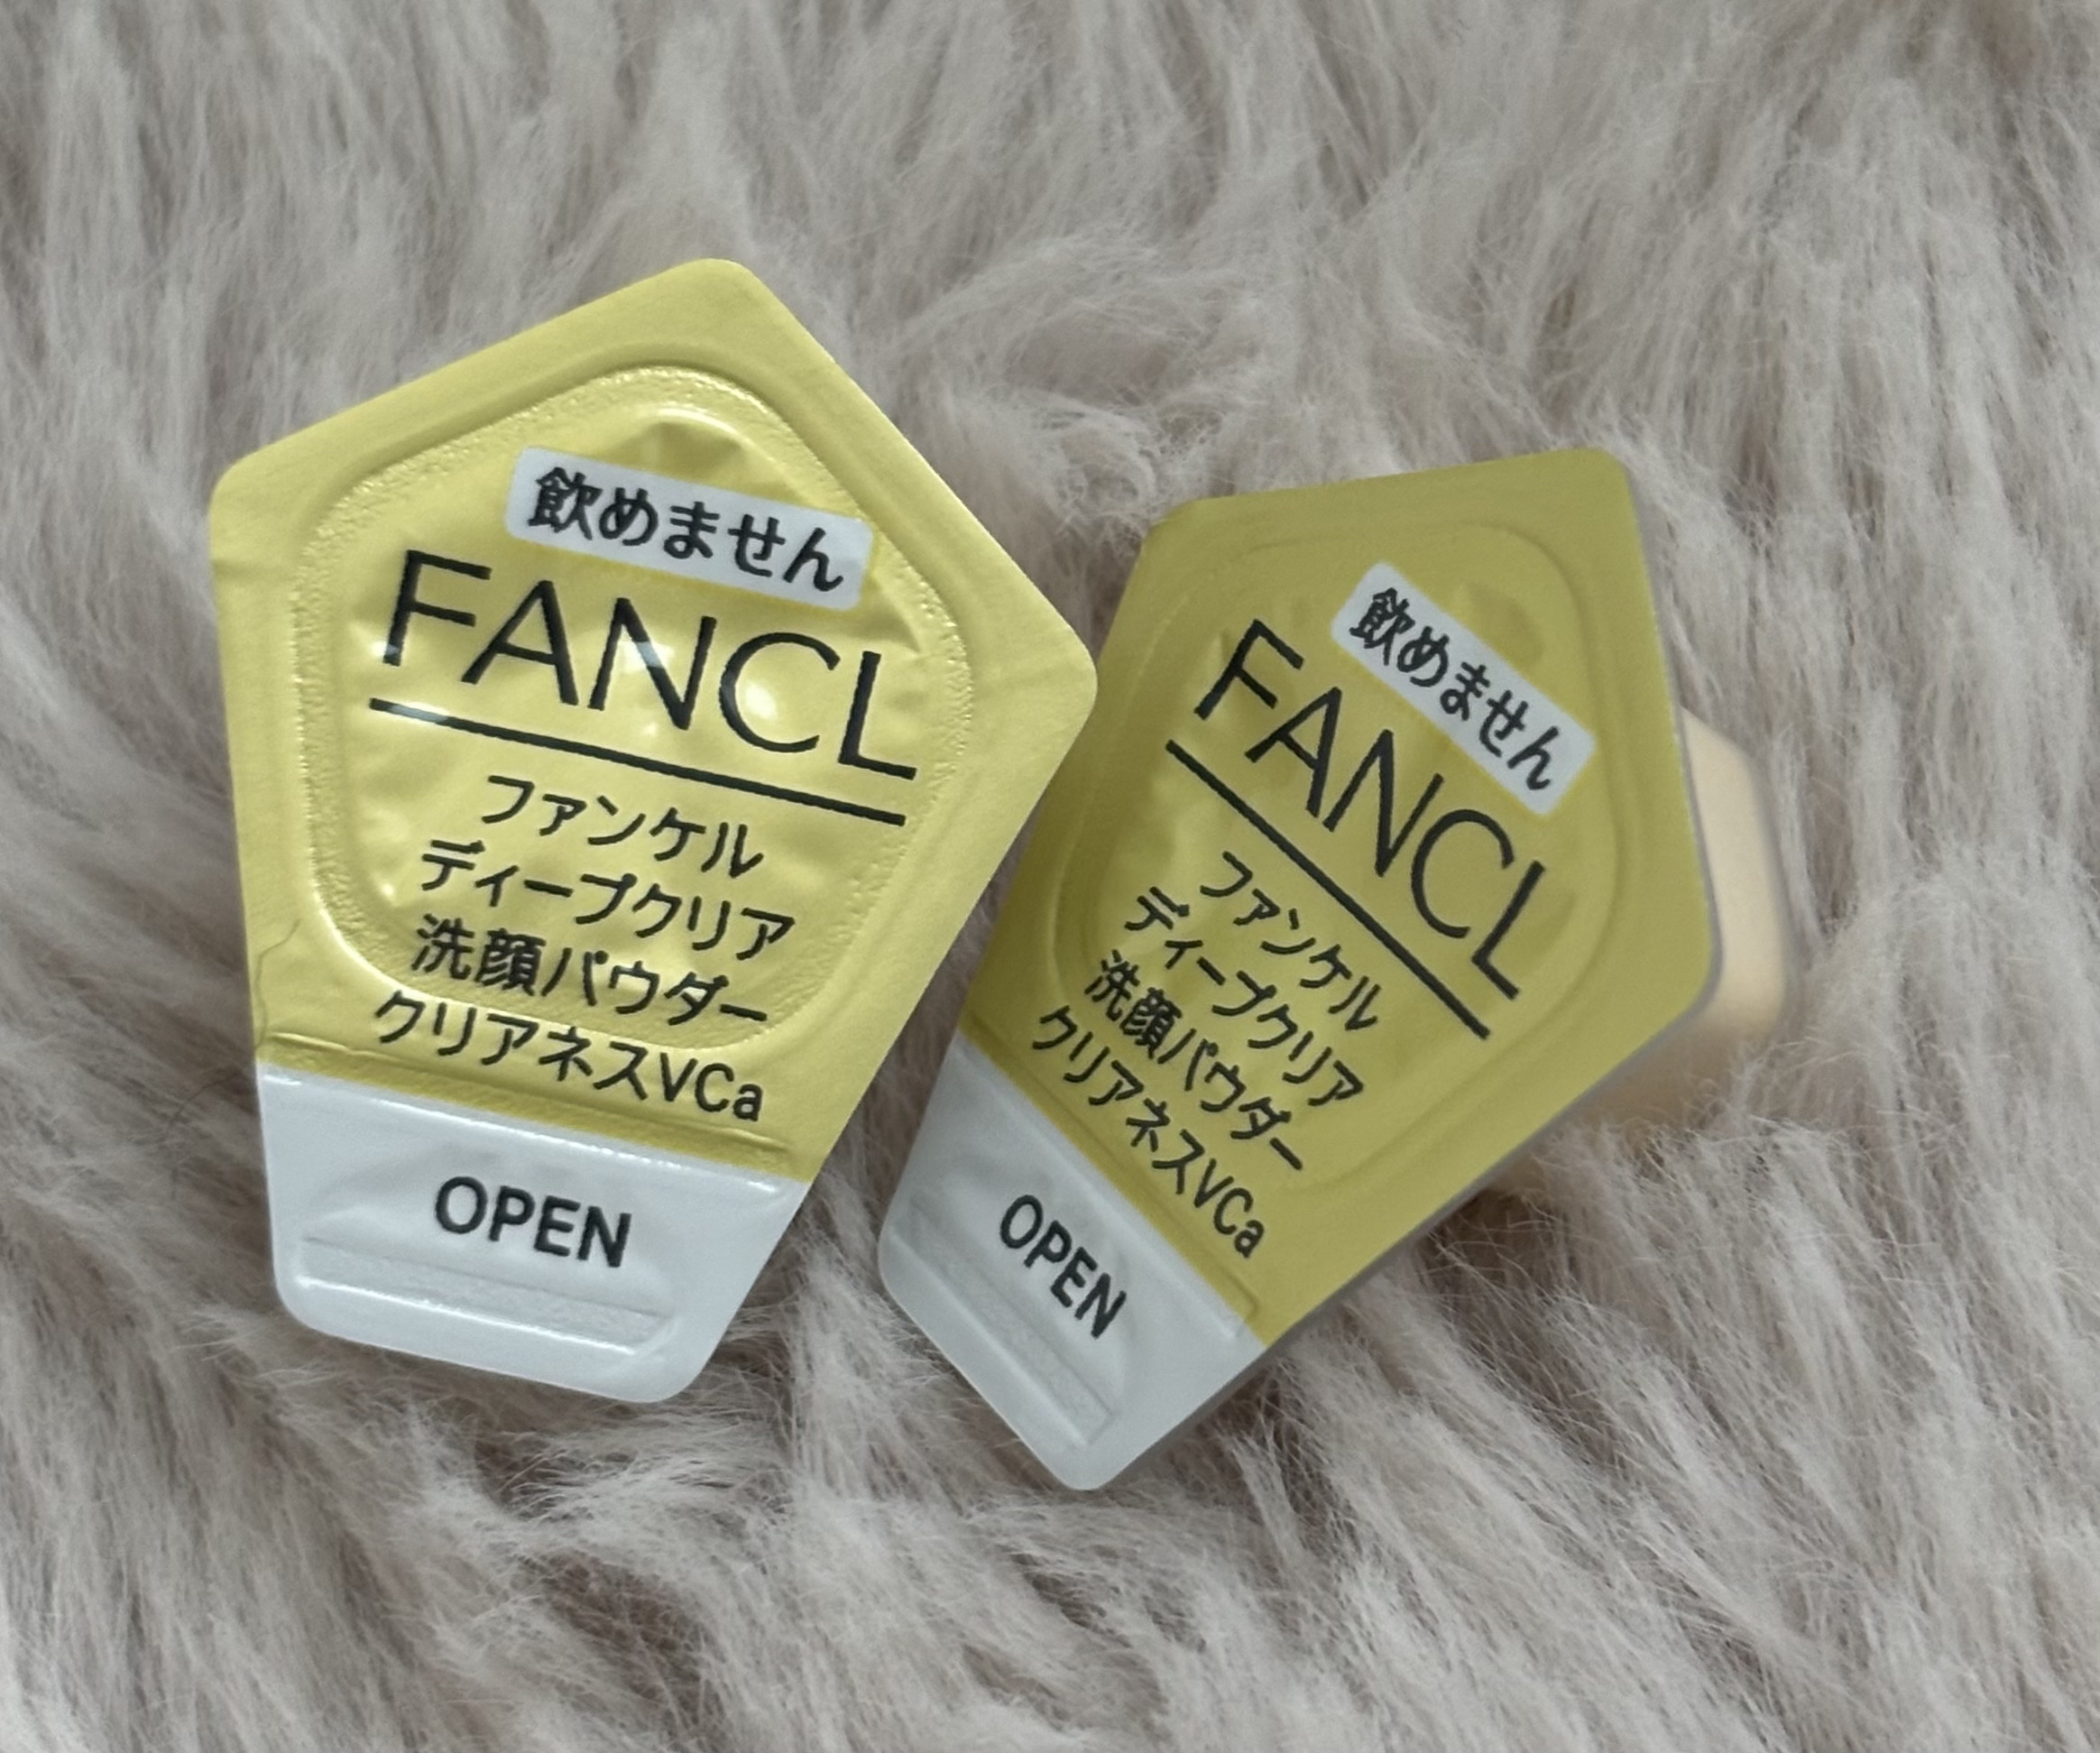 飲めません
FANCL
ファンケル
ディープクリア
洗顔パウダー
クリアネスVCa
OPEN
飲めません
FANCL
ファンケル
ディープクリア
洗顔パウダー
クリアネスVCa
OPEN